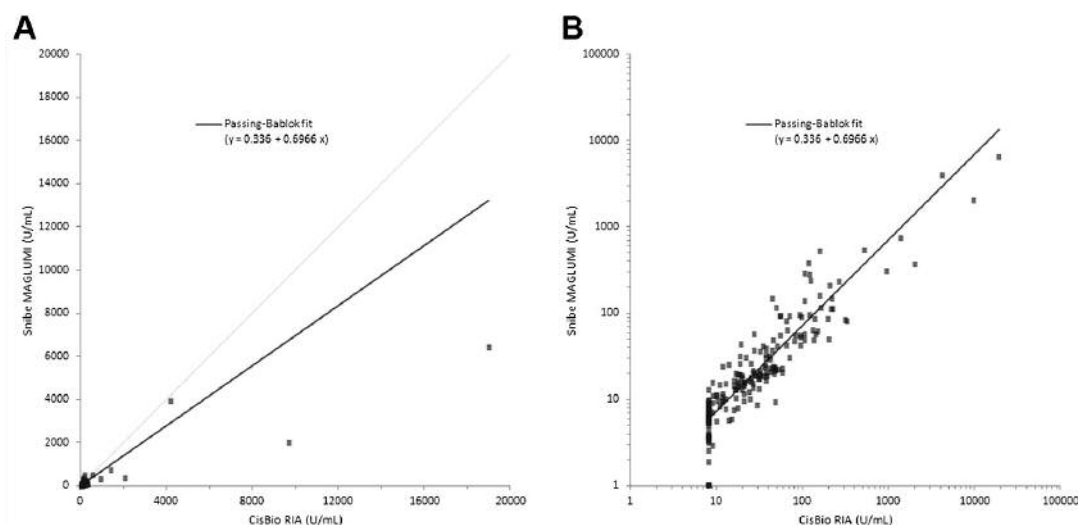 A
20000
18000
16000
14000
12000
10000
8000
6000
4000
2000
0
Snibe MAGLUMI (U/mL)
Passing-Bablok fit
(y = 0.336 + 0.6966 x)
0 4000 8000 12000 16000 20000
CisBio RIA (U/mL)
B
100000
10000
1000
100
10
1
Snibe MAGLUMI (U/mL)
Passing-Bablok fit
(y = 0.336 + 0.6966 x)
1 10 100 1000 10000 100000
CisBio RIA (U/mL)